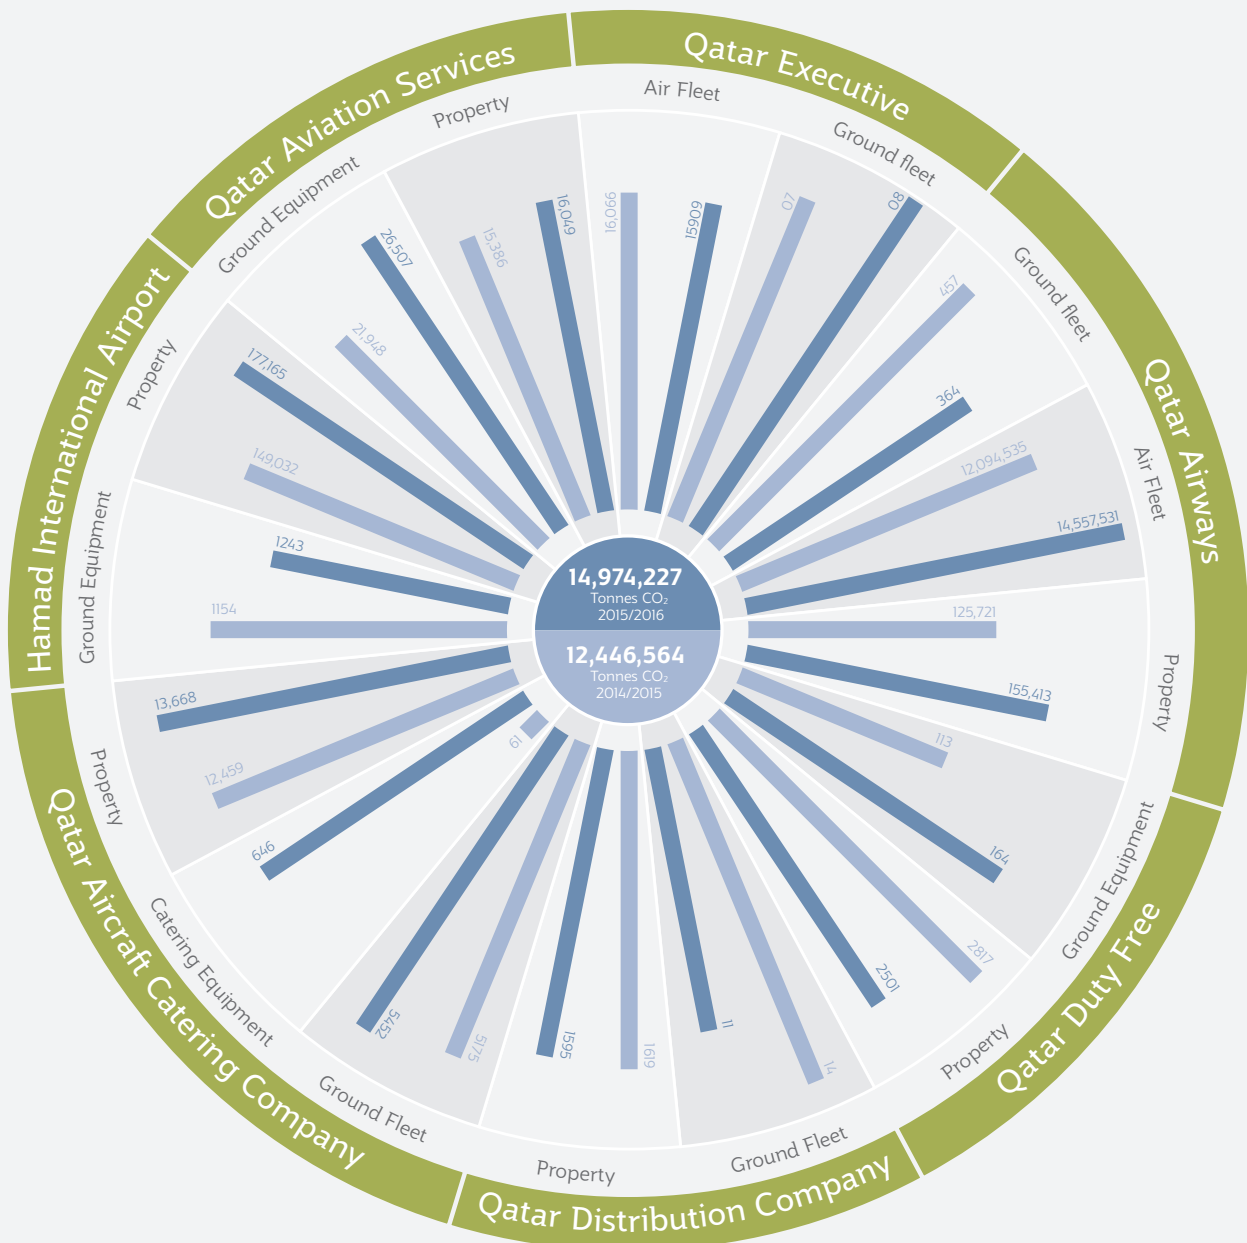 14,974,227
Tonnes CO₂
2015/2016
12,446,564
Tonnes CO₂
2014/2015
Qatar Executive
Air Fleet
16,066
15909
Ground fleet
07
08
Qatar Airways
Ground fleet
457
364
Air Fleet
12,094,535
14,557,531
Property
125,721
155,413
Qatar Duty Free
Ground Equipment
113
164
Property
2817
2501
Qatar Distribution Company
Ground Fleet
14
11
Property
1619
1595
Qatar Aircraft Catering Company
Ground Fleet
5175
5452
Catering Equipment
61
646
Property
12,459
13,668
Hamad International Airport
Ground Equipment
1154
1243
Property
149,032
177,165
Qatar Aviation Services
Ground Equipment
21,948
26,507
Property
15,386
16,049